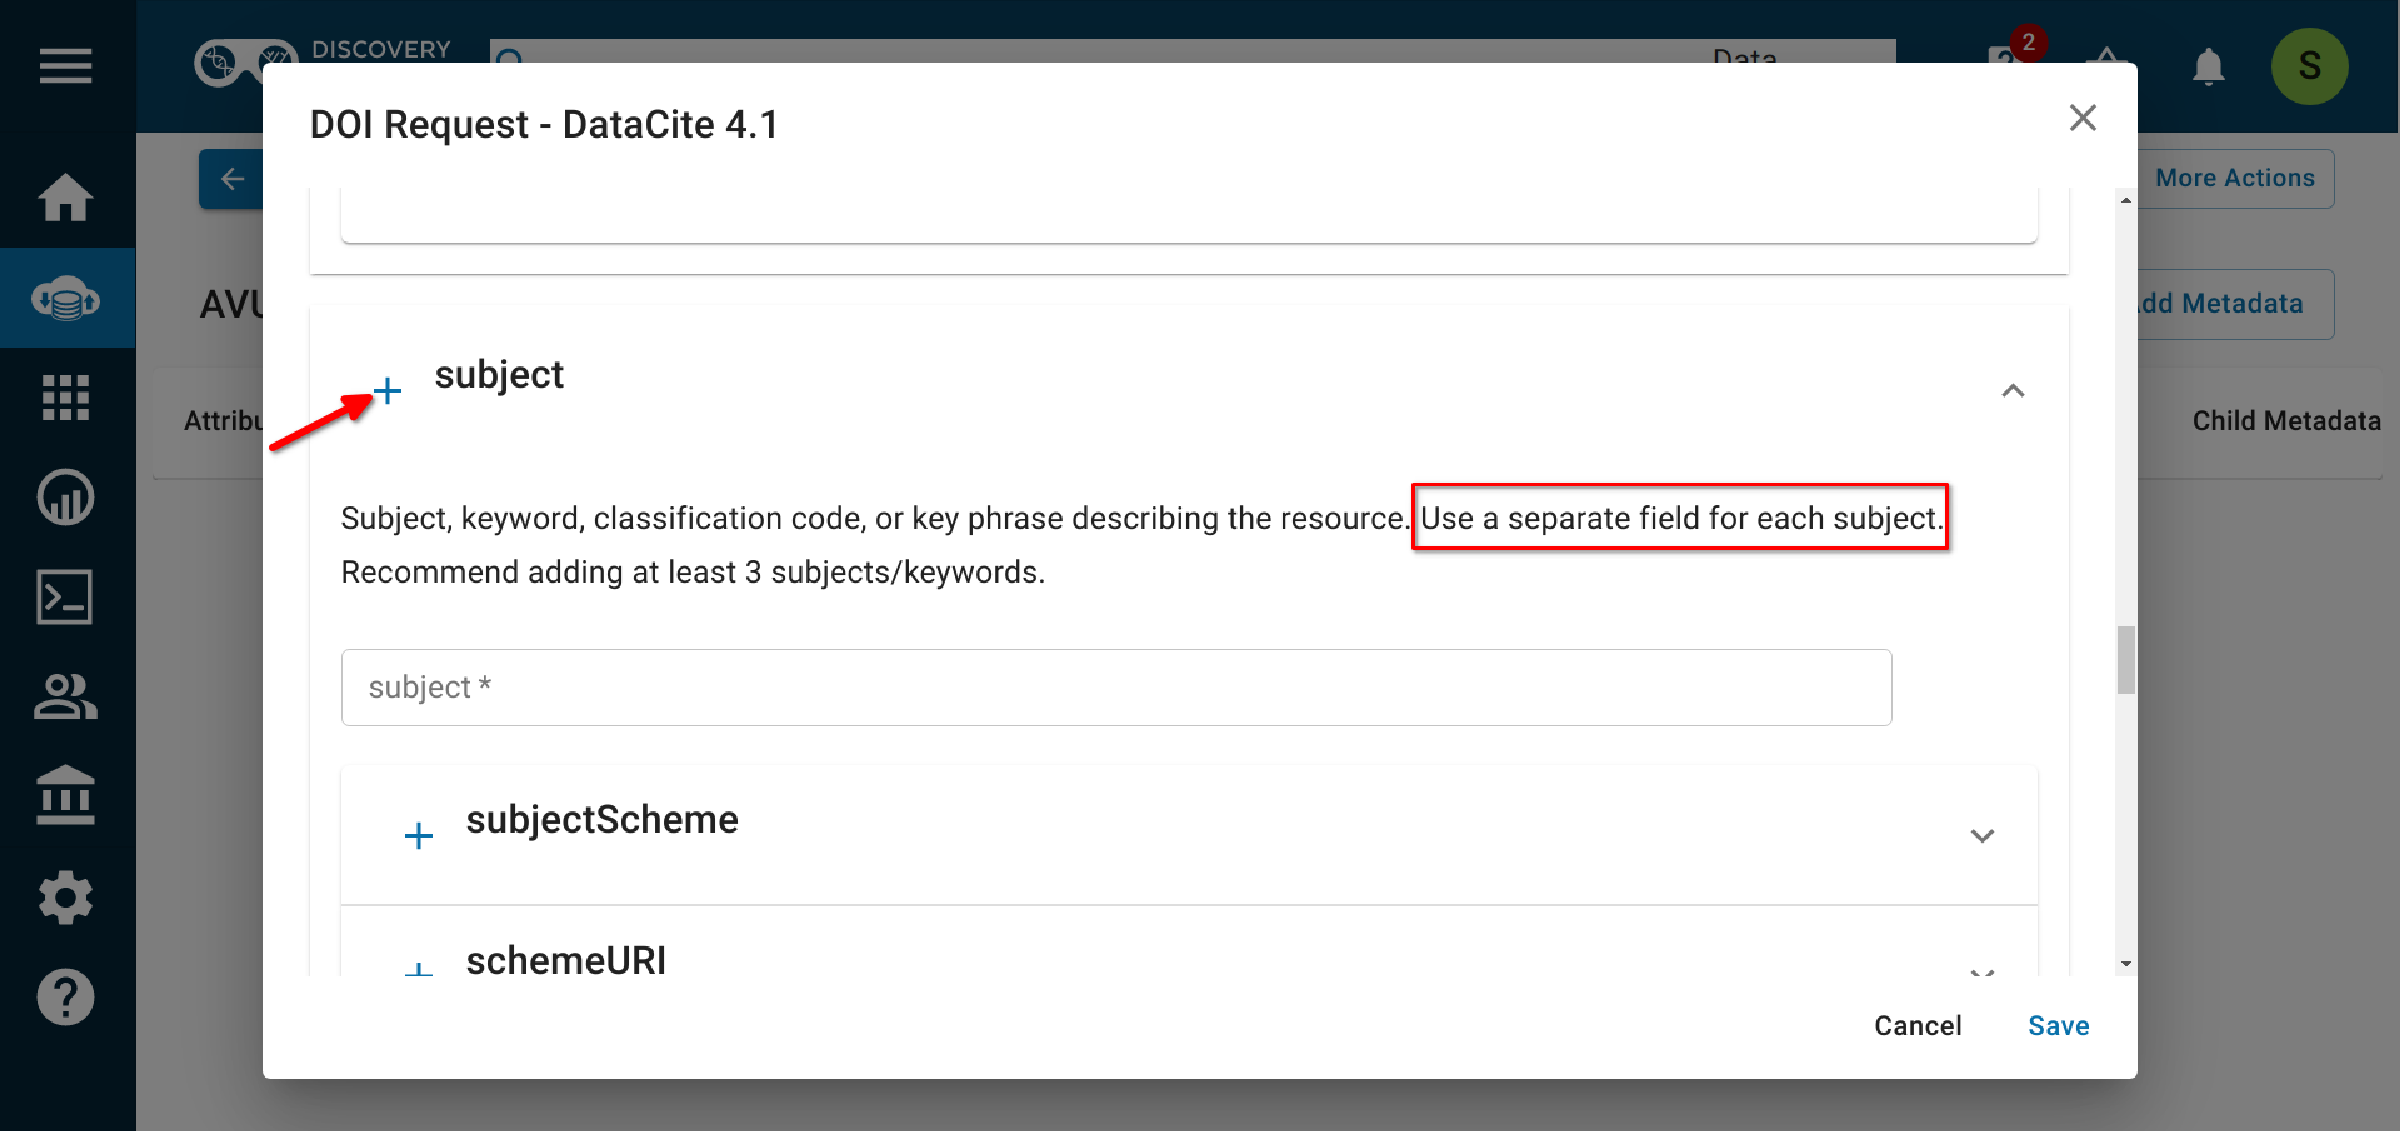 DISCOVERY
Data
2
S
DOI Request - DataCite 4.1
More Actions
AVU
Add Metadata
subject
Child Metadata
Subject, keyword, classification code, or key phrase describing the resource. Use a separate field for each subject.
Recommend adding at least 3 subjects/keywords.
subject *
subjectScheme
schemeURI
Cancel
Save